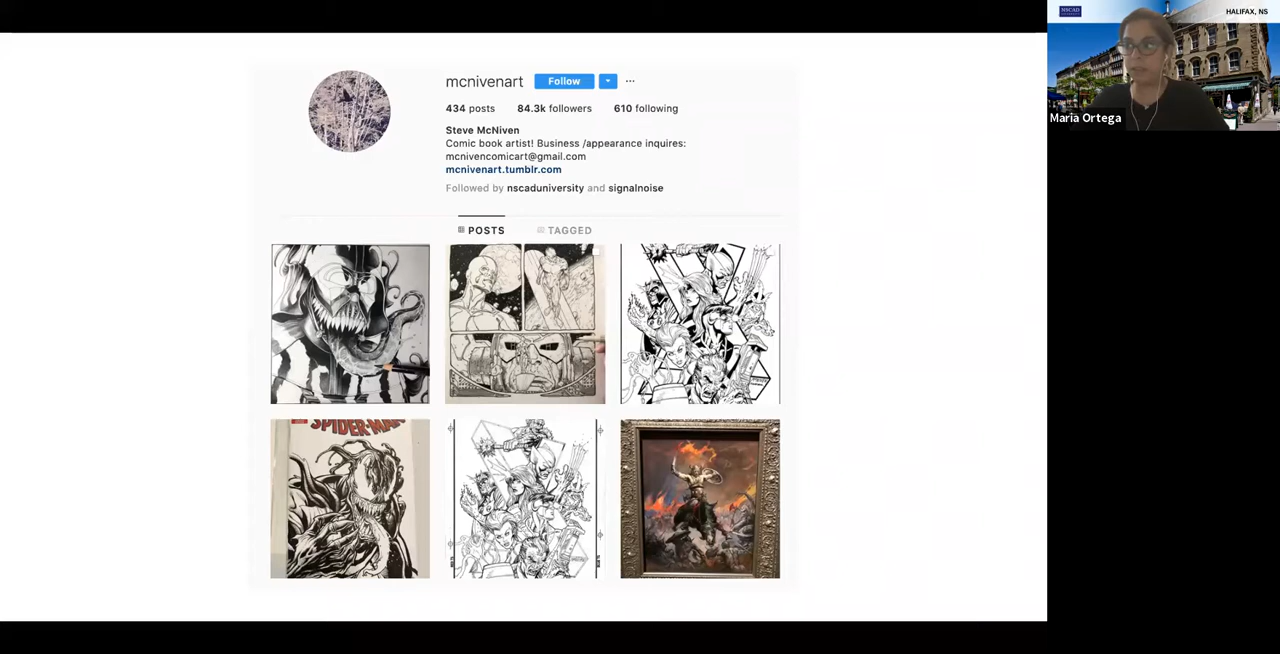 mcnivenart Follow ...
434 posts 84.3k followers 610 following
Steve McNiven
Comic book artist! Business /appearance inquires:
mcnivencomicart@gmail.com
mcnivenart.tumblr.com
Followed by nscaduniversity and signalnoise
POSTS TAGGED
SPIDER-MAN
NSCAD
HALIFAX, NS
Maria Ortega